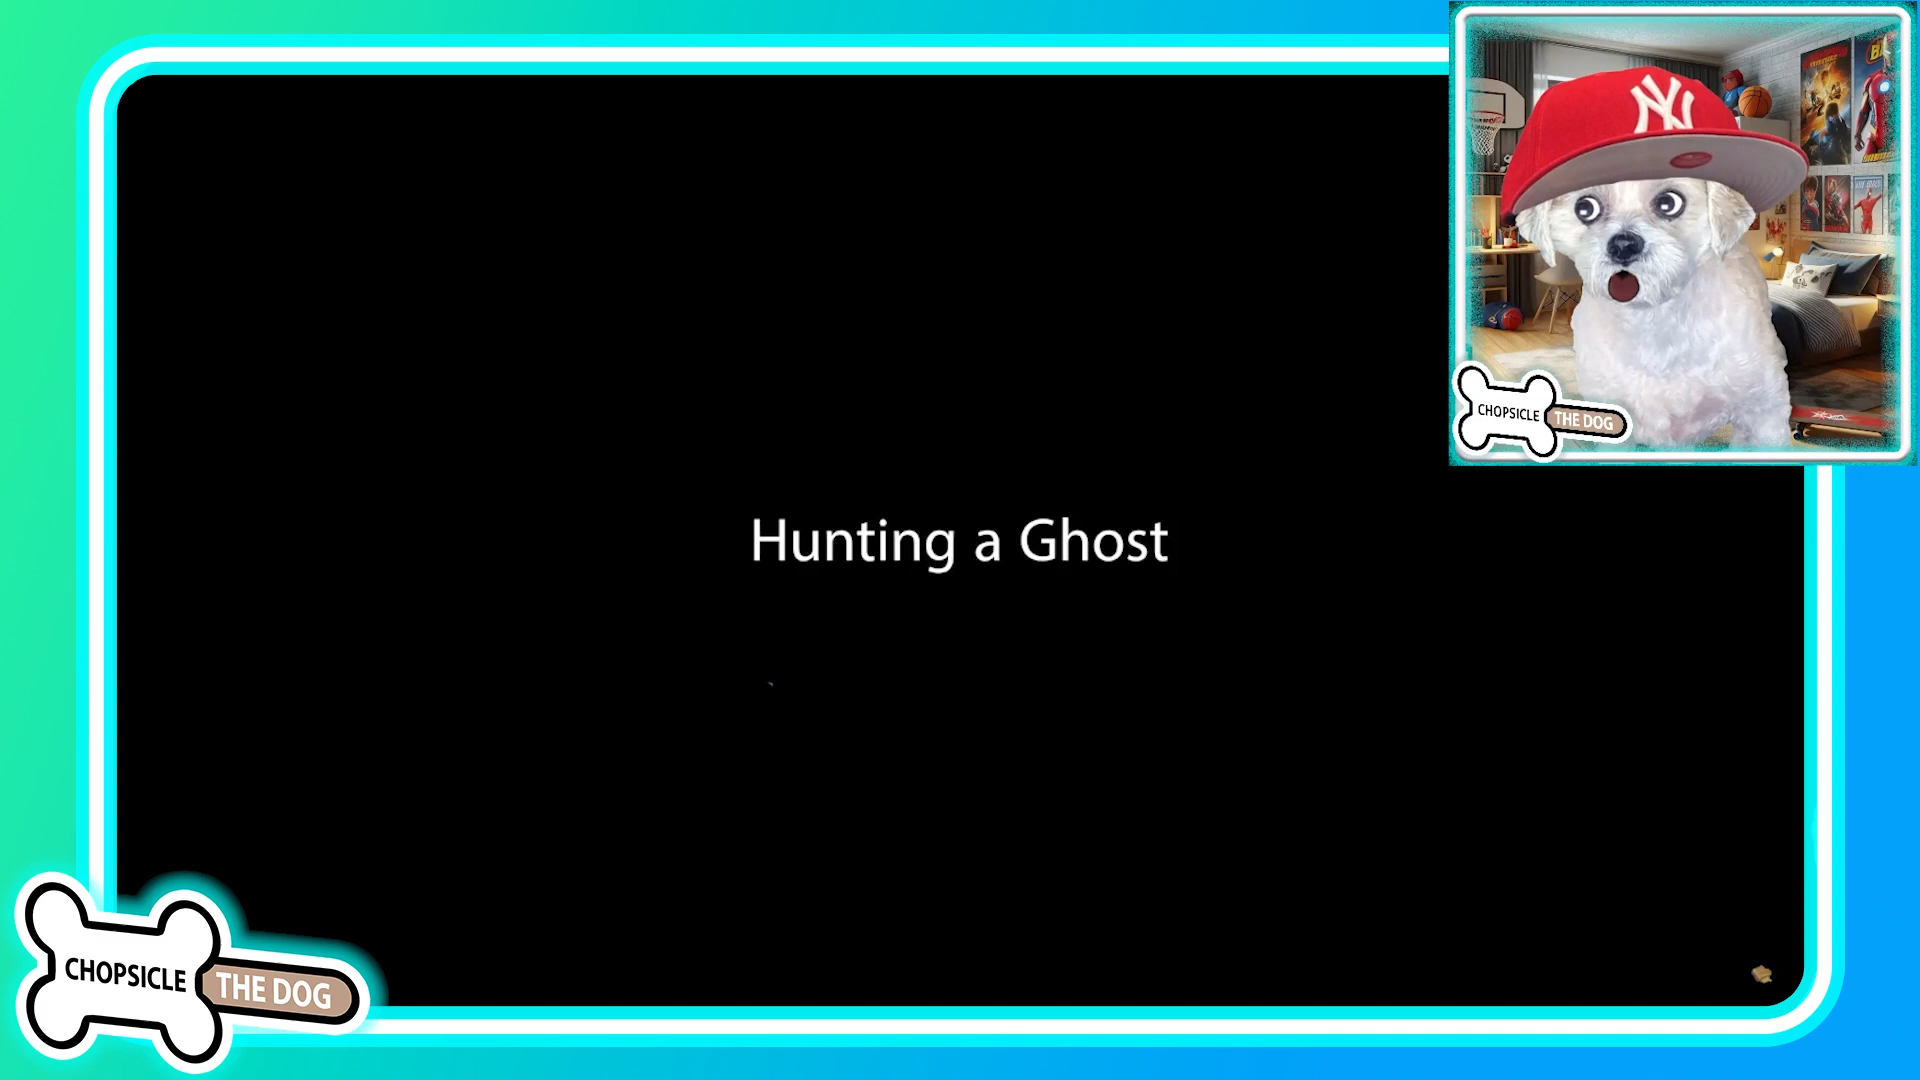 NY
CHOPSICLE
THE DOG
Hunting a Ghost
CHOPSICLE
THE DOG